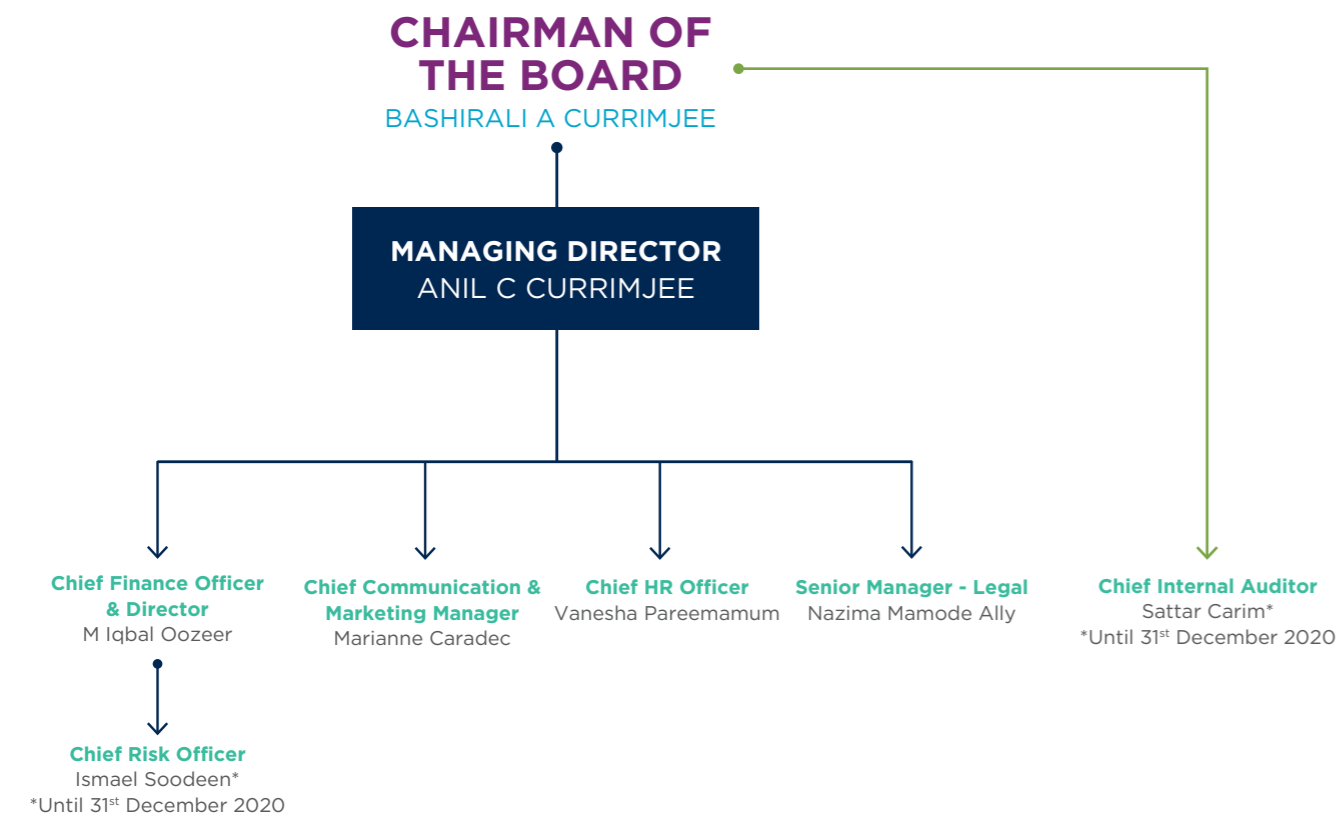 CHAIRMAN OF
THE BOARD
BASHIRALI A CURRIMJEE
MANAGING DIRECTOR
ANIL C CURRIMJEE
Chief Finance Officer
& Director
M Iqbal Oozeer
Chief Communication &
Marketing Manager
Marianne Caradec
Chief HR Officer
Vanesha Pareemamum
Senior Manager - Legal
Nazima Mamode Ally
Chief Internal Auditor
Sattar Carim*
*Until 31st December 2020
Chief Risk Officer
Ismael Soodeen*
*Until 31st December 2020